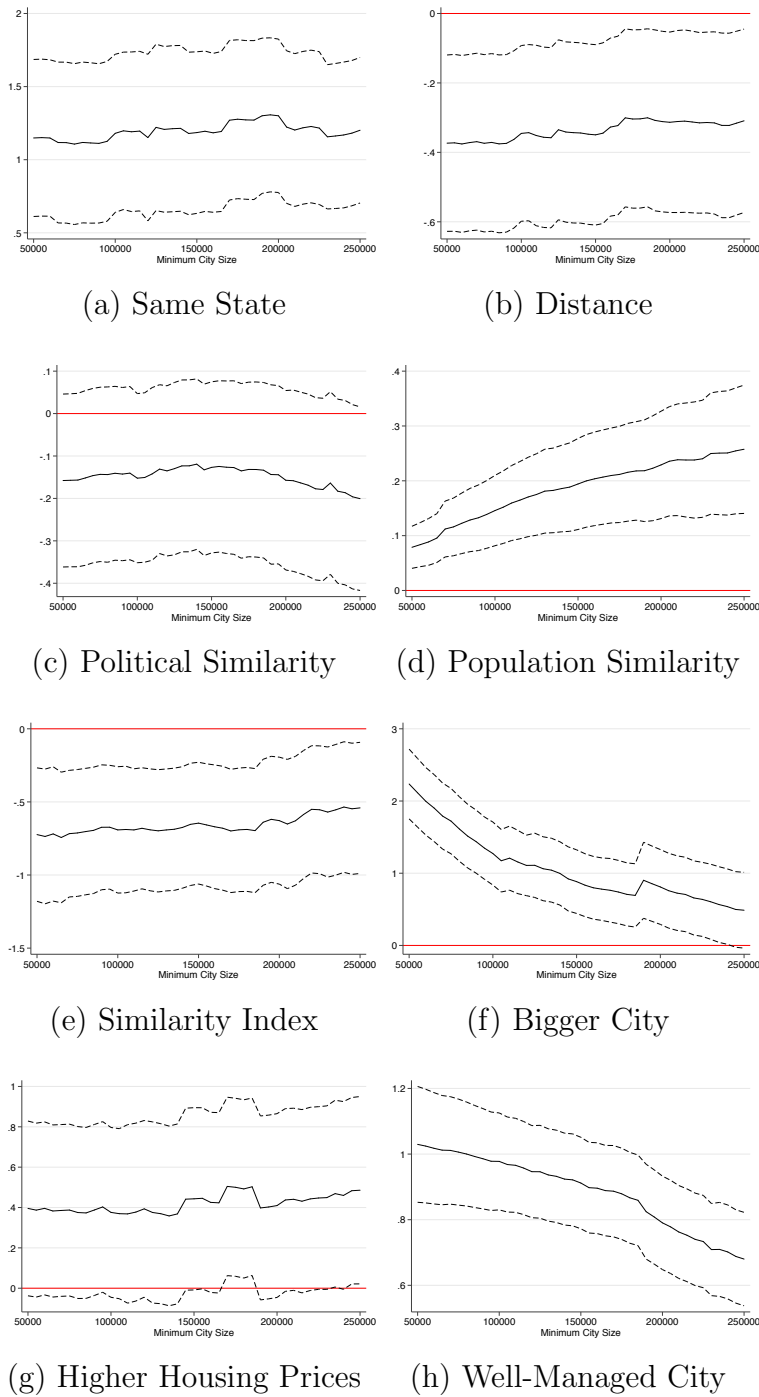 2
1.5
1
.5
50000 100000 150000 200000 250000
Minimum City Size
(a) Same State
0
-.2
-.4
-.6
50000 100000 150000 200000 250000
Minimum City Size
(b) Distance
.1
0
-.1
-.2
-.3
-.4
50000 100000 150000 200000 250000
Minimum City Size
(c) Political Similarity
.4
.3
.2
.1
0
50000 100000 150000 200000 250000
Minimum City Size
(d) Population Similarity
0
-.5
-1
-1.5
50000 100000 150000 200000 250000
Minimum City Size
(e) Similarity Index
3
2
1
0
50000 100000 150000 200000 250000
Minimum City Size
(f) Bigger City
1
.8
.6
.4
.2
0
50000 100000 150000 200000 250000
Minimum City Size
(g) Higher Housing Prices
1.2
1
.8
.6
50000 100000 150000 200000 250000
Minimum City Size
(h) Well-Managed City